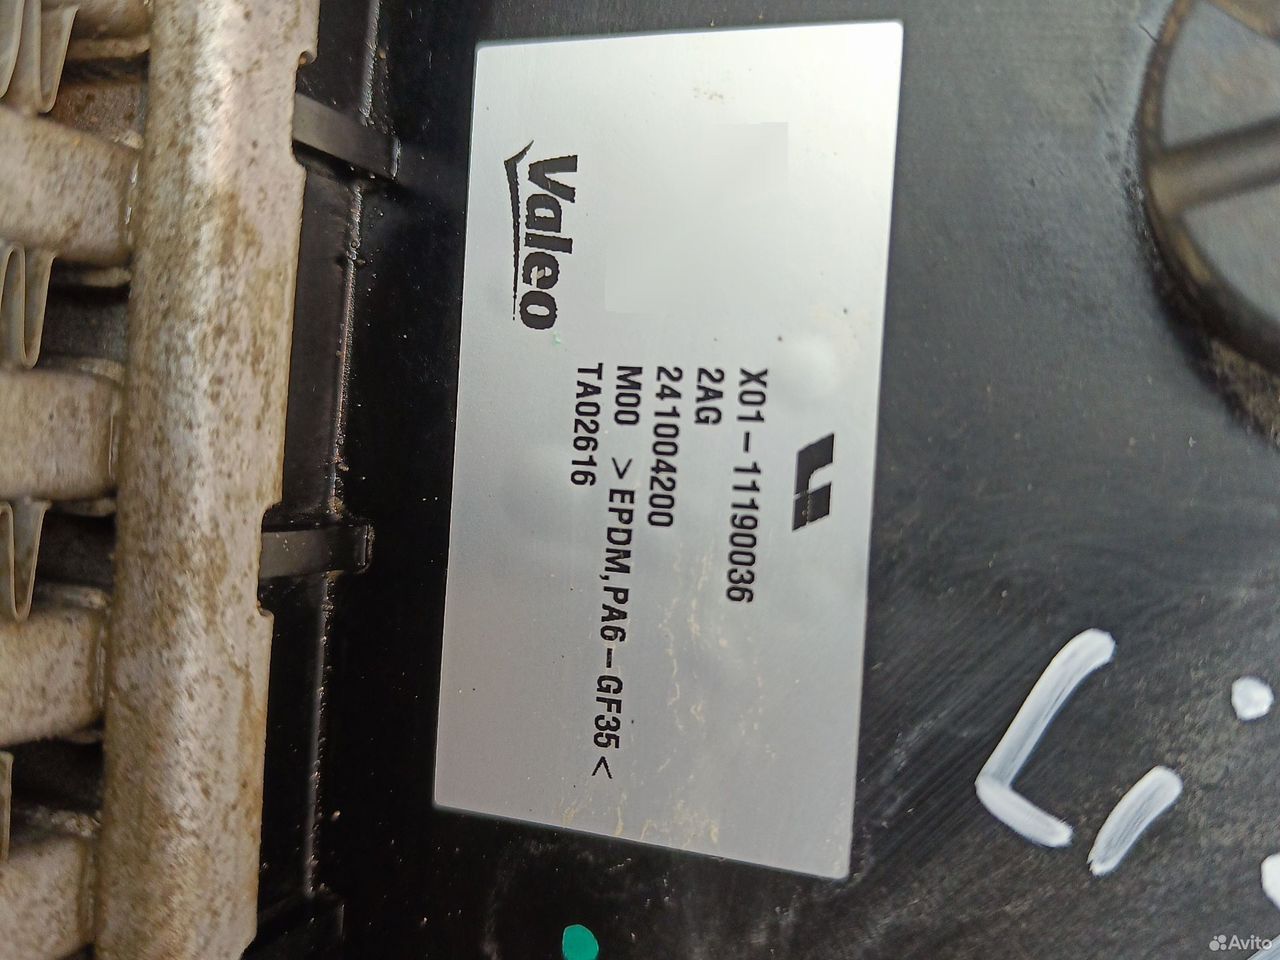 Valeo
X01-11190036
2AG
241004200
M00 >EPDM,PA6-GF35<
TA02616
Li
Avito